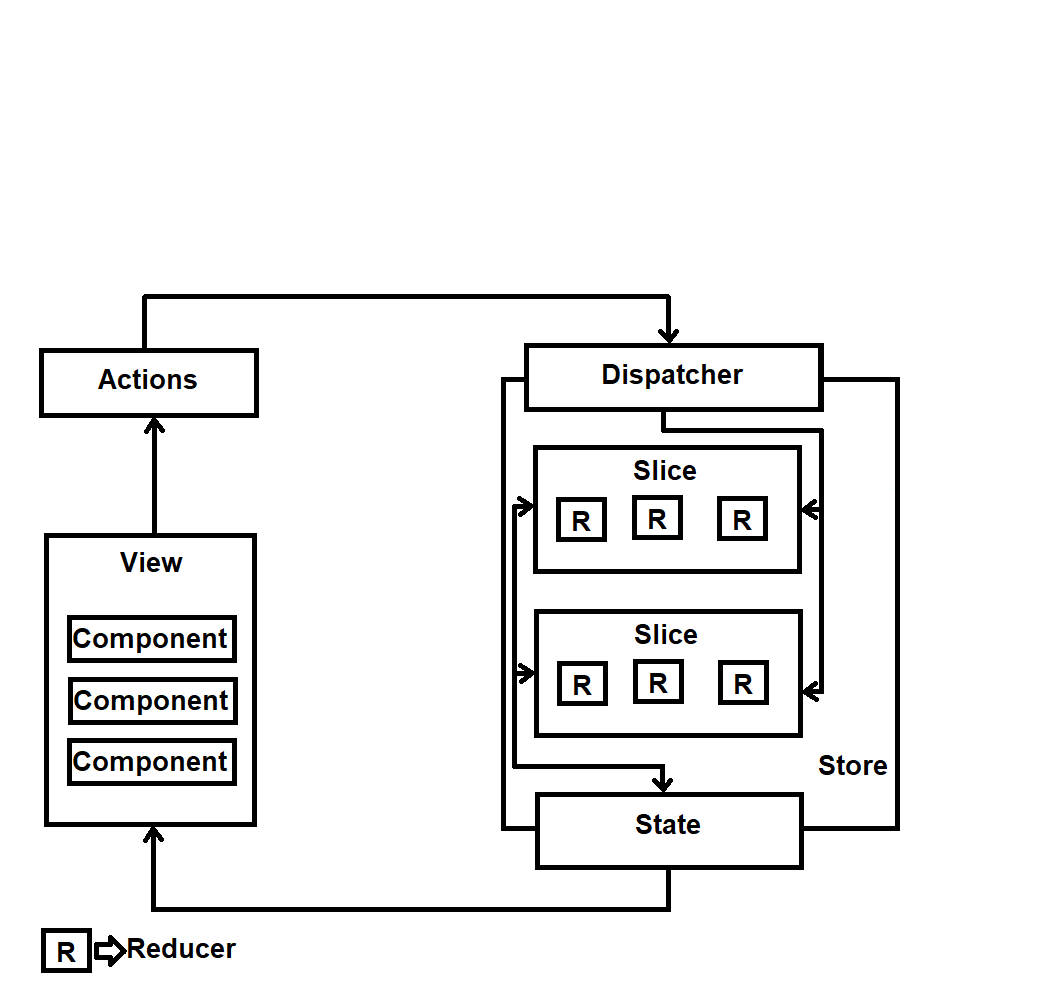 Actions
Dispatcher
Slice
R R R
View
Component
Component
Component
Slice
R R R
Store
State
R Reducer